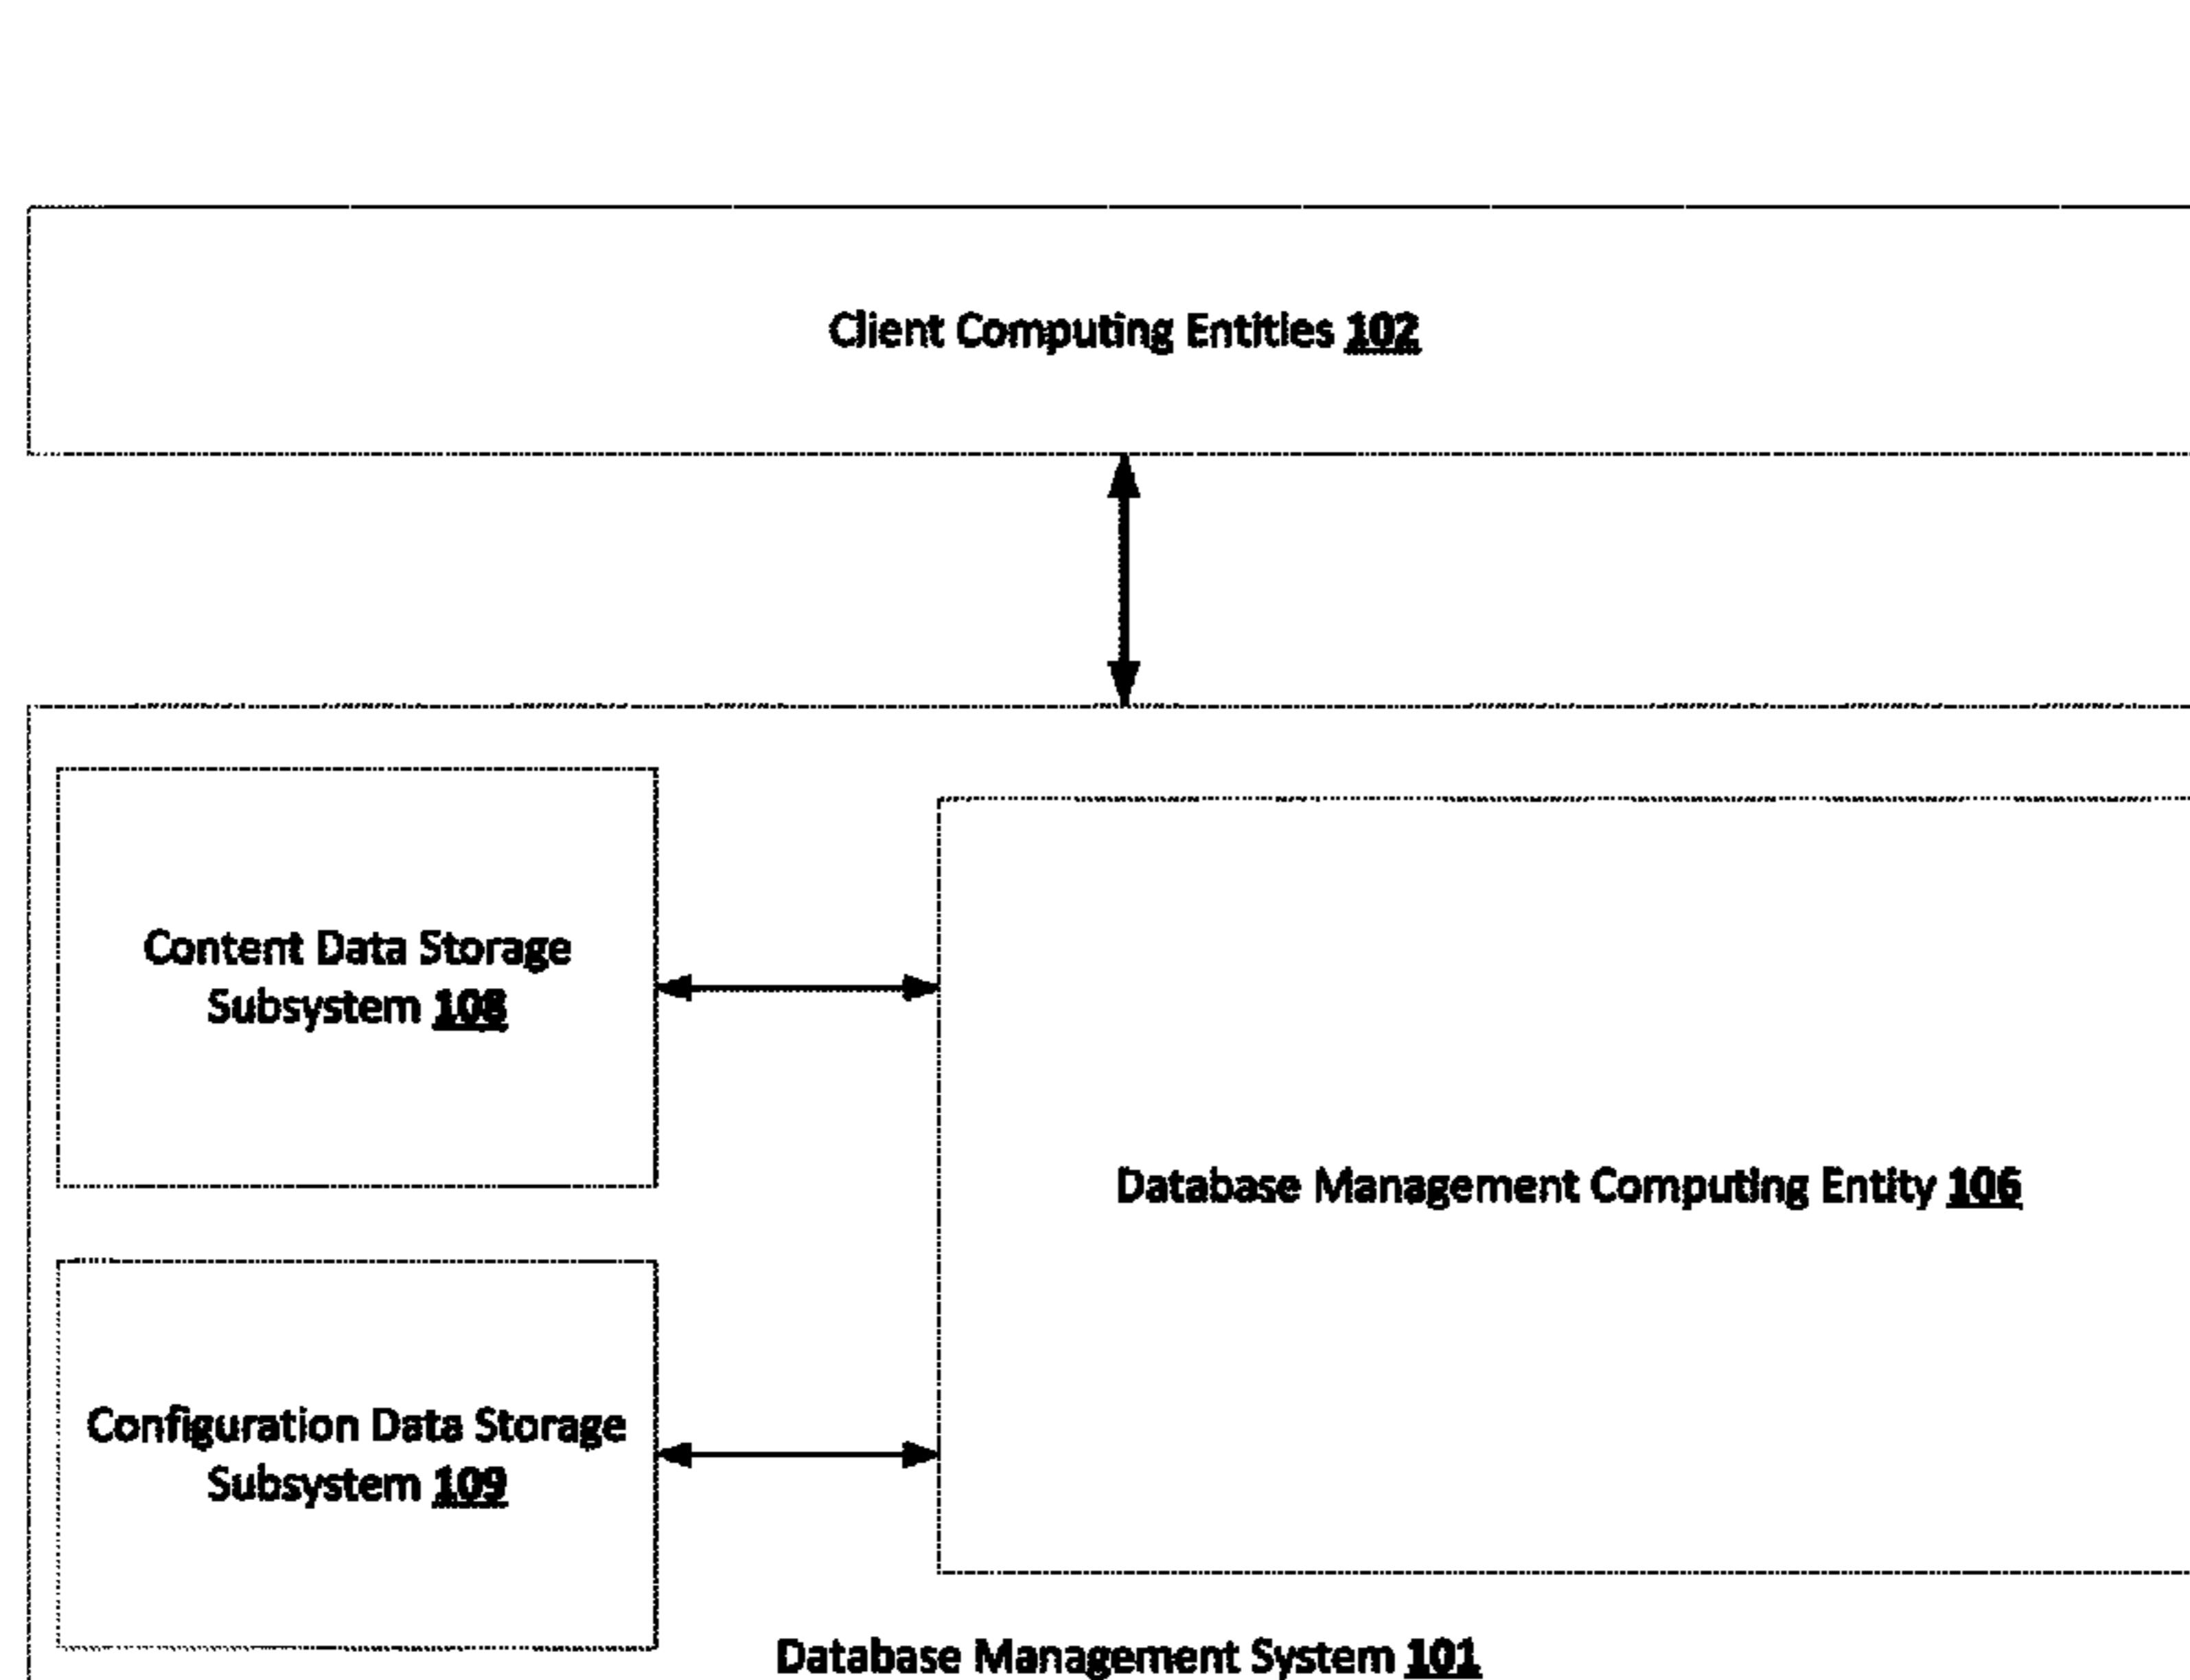 Client Computing Entities 102
Content Data Storage
Subsystem 108
Database Management Computing Entity 106
Configuration Data Storage
Subsystem 109
Database Management System 101